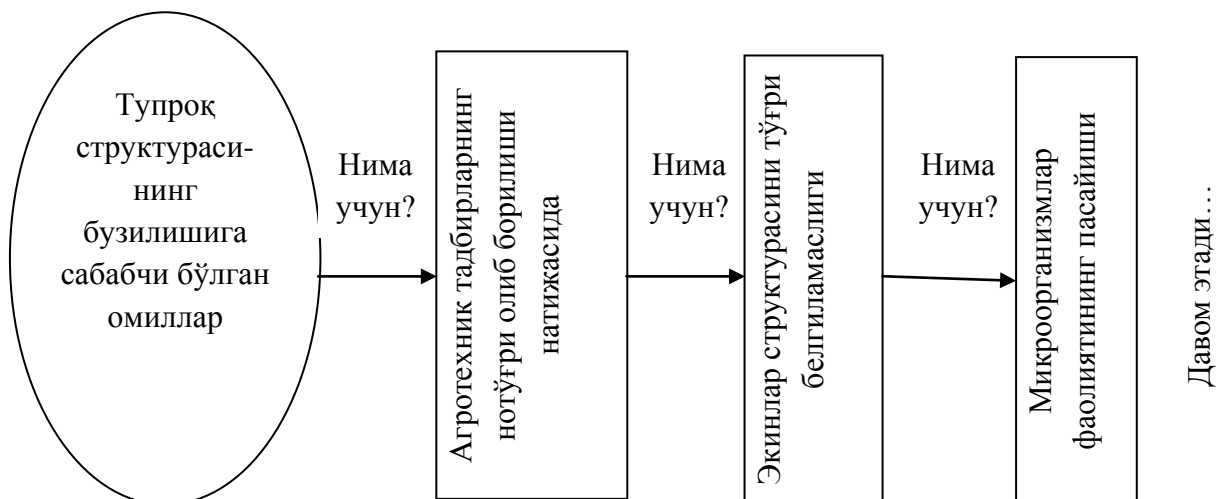 Тупроқ
структураси-
нинг
бузилишига
сабабчи бўлган
омиллар
Нима
учун?
Агротехник тадбирларнинг
нотўғри олиб борилиши
натижасида
Нима
учун?
Экинлар структурасини тўғри
белгиламаслиги
Нима
учун?
Микроорганизмлар
фаолиятининг пасайиши
Давом этади…